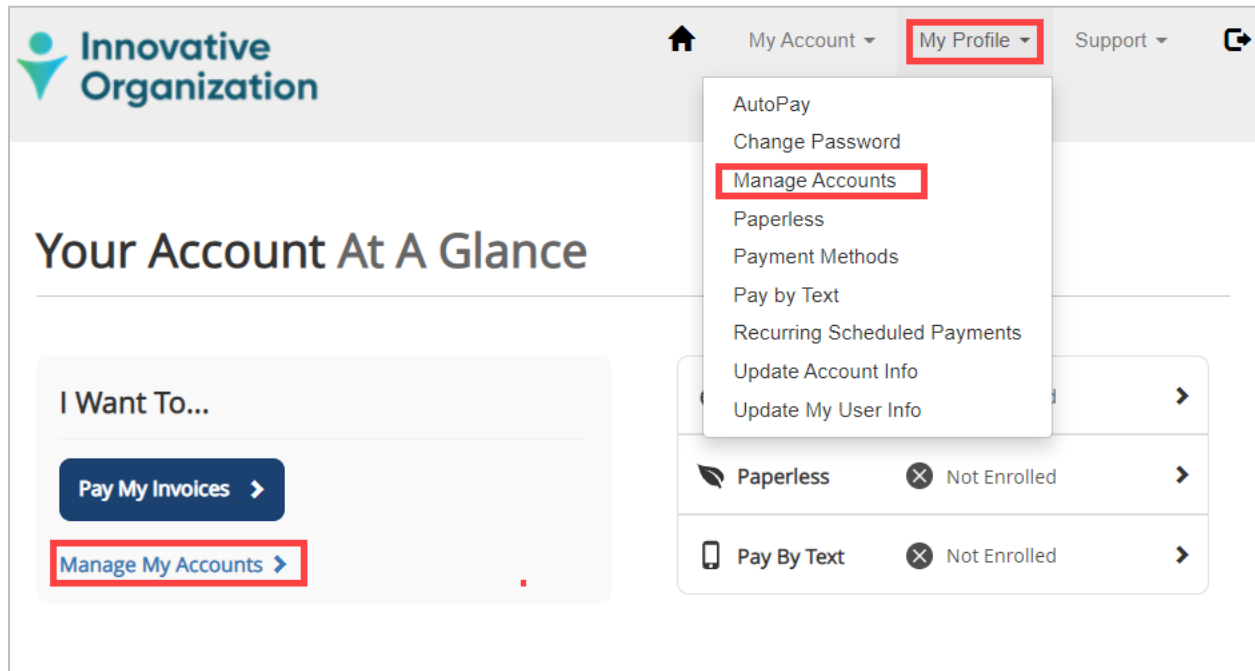 Innovative
Organization
My Account
My Profile
Support
AutoPay
Change Password
Manage Accounts
Paperless
Payment Methods
Pay by Text
Recurring Scheduled Payments
Update Account Info
Update My User Info
Your Account At A Glance
I Want To...
Pay My Invoices
Manage My Accounts
Paperless Not Enrolled
Pay By Text Not Enrolled